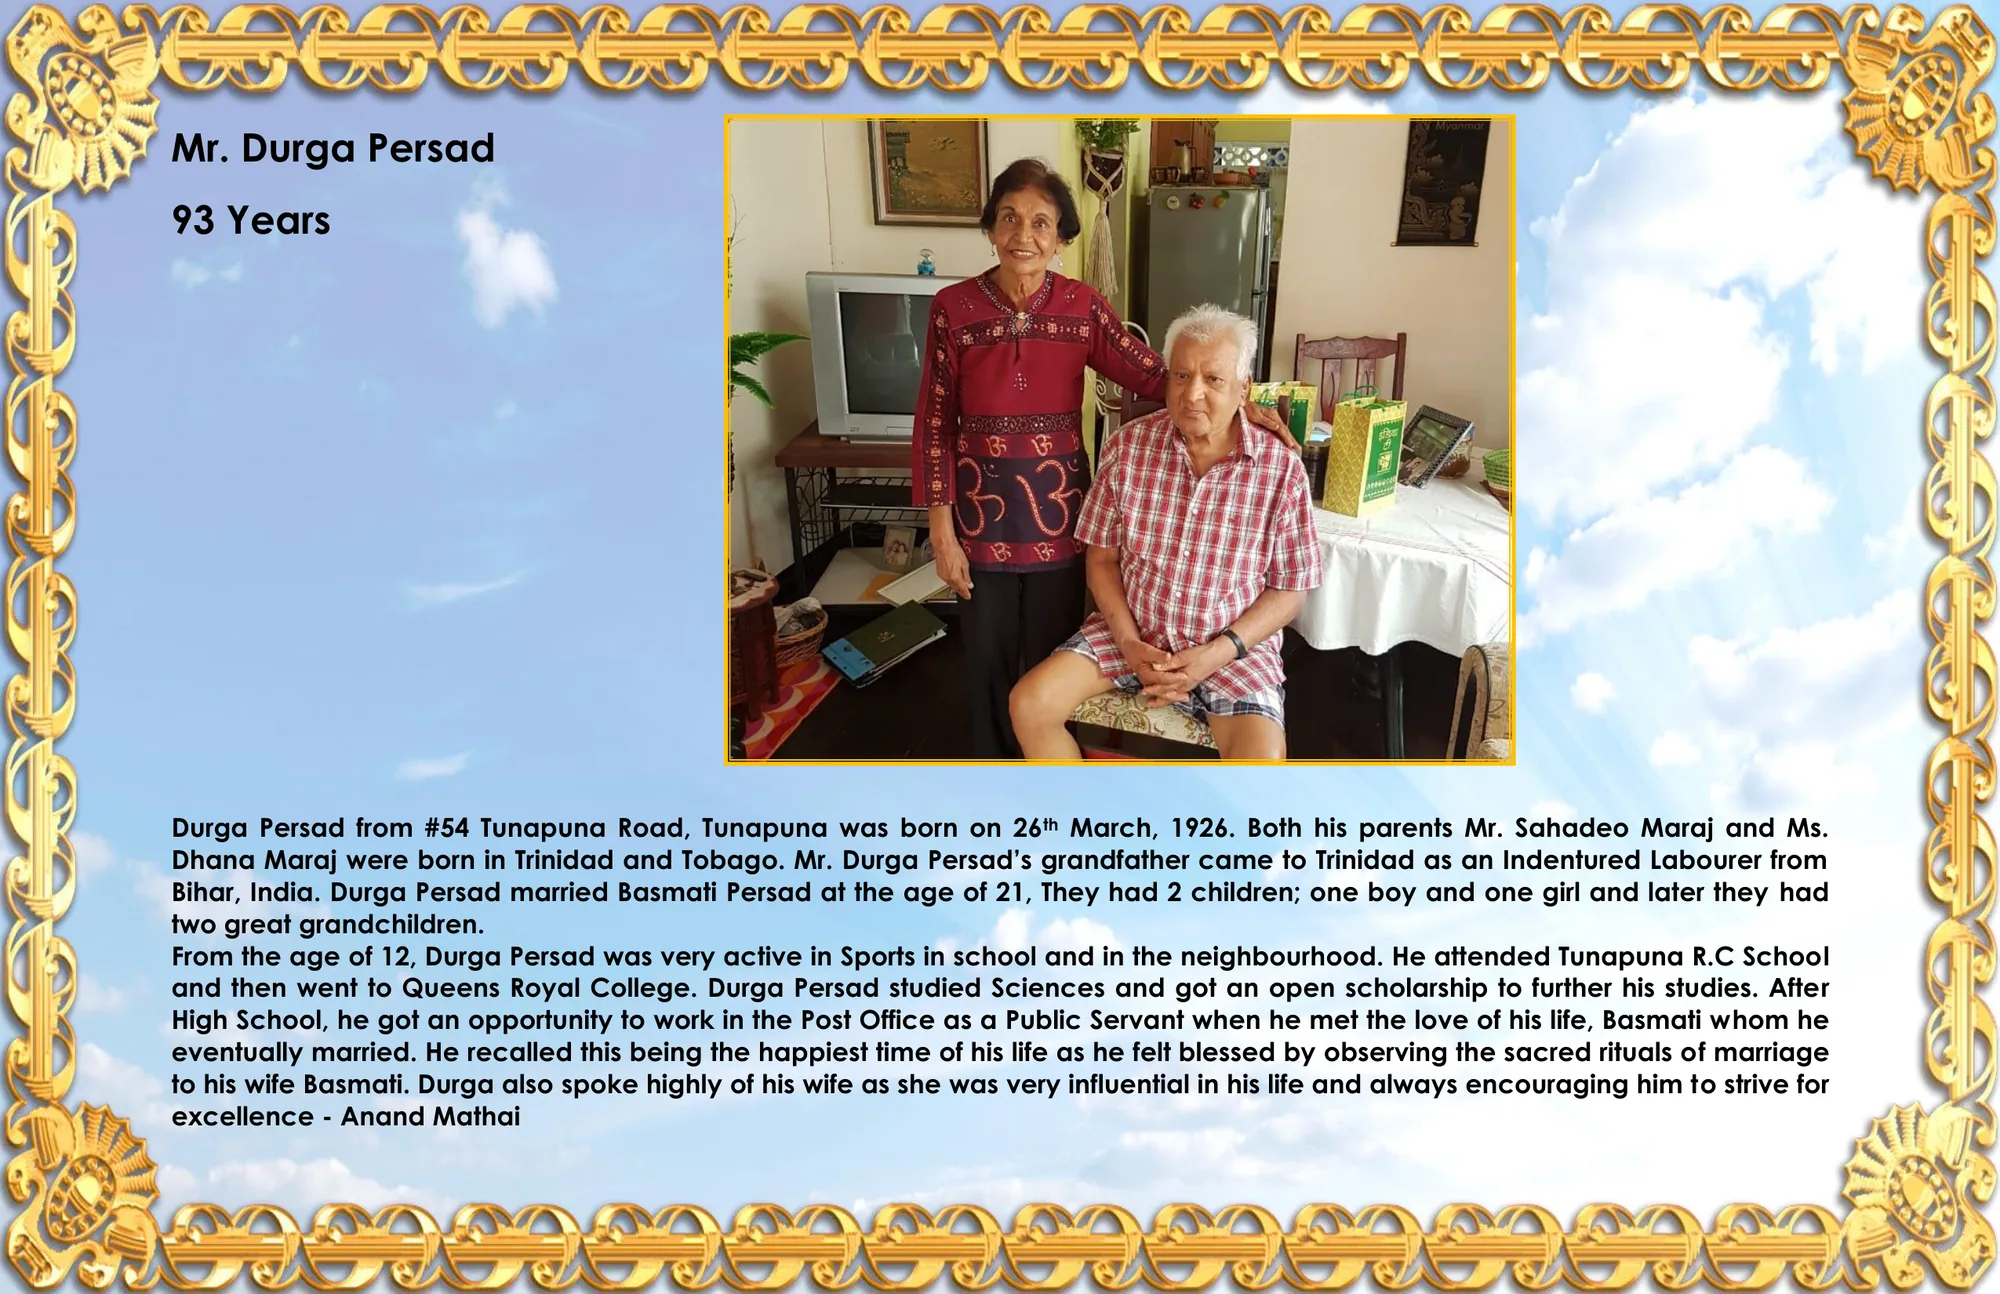 Mr. Durga Persad
93 Years
Myanmar
इंडिया
टी
Durga Persad from #54 Tunapuna Road, Tunapuna was born on 26th March, 1926. Both his parents Mr. Sahadeo Maraj and Ms.
Dhana Maraj were born in Trinidad and Tobago. Mr. Durga Persad’s grandfather came to Trinidad as an Indentured Labourer from
Bihar, India. Durga Persad married Basmati Persad at the age of 21, They had 2 children; one boy and one girl and later they had
two great grandchildren.
From the age of 12, Durga Persad was very active in Sports in school and in the neighbourhood. He attended Tunapuna R.C School
and then went to Queens Royal College. Durga Persad studied Sciences and got an open scholarship to further his studies. After
High School, he got an opportunity to work in the Post Office as a Public Servant when he met the love of his life, Basmati whom he
eventually married. He recalled this being the happiest time of his life as he felt blessed by observing the sacred rituals of marriage
to his wife Basmati. Durga also spoke highly of his wife as she was very influential in his life and always encouraging him to strive for
excellence - Anand Mathai